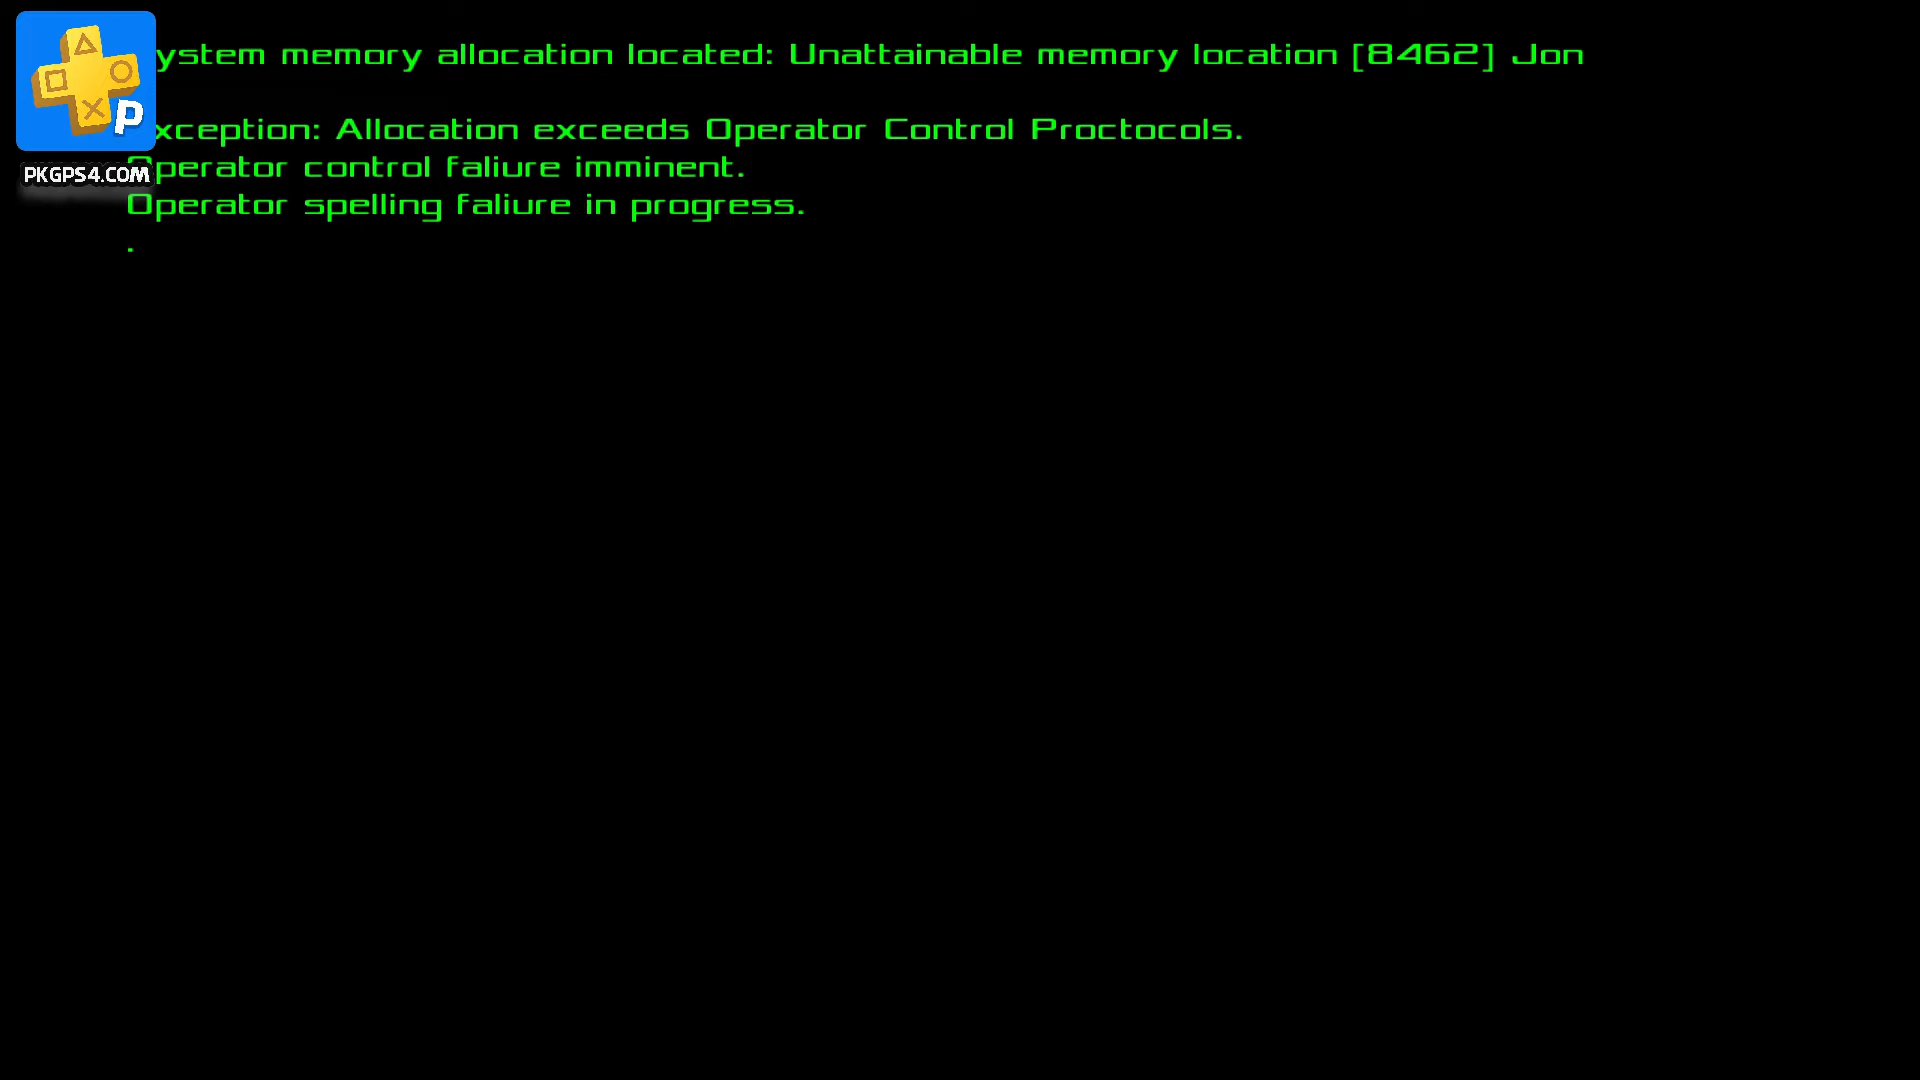 ystem memory allocation located: Unattainable memory location [8462] Jon
xception: Allocation exceeds Operator Control Proctocols.
Operator control faliure imminent.
Operator spelling faliure in progress.
.
P
PKGPS4.COM